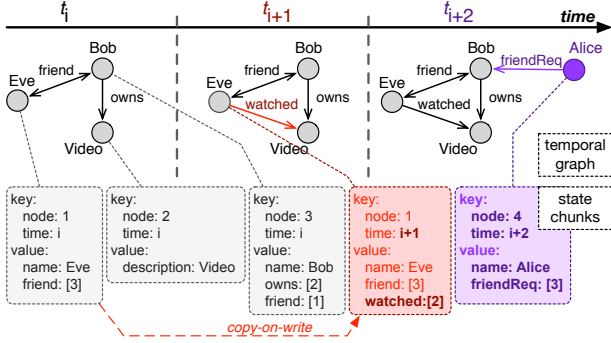 ti
ti+1
ti+2
time
Bob
Eve
friend
owns
Video
Bob
Eve
friend
watched
owns
Video
Bob
Alice
Eve
friendReq
friend
watched
owns
Video
temporal
graph
state
chunks
key:
node: 1
time: i
value:
name: Eve
friend: [3]
key:
node: 2
time: i
value:
description: Video
key:
node: 3
time: i
value:
name: Bob
owns: [2]
friend: [1]
key:
node: 1
time: i+1
value:
name: Eve
friend: [3]
watched:[2]
key:
node: 4
time: i+2
value:
name: Alice
friendReq: [3]
copy-on-write